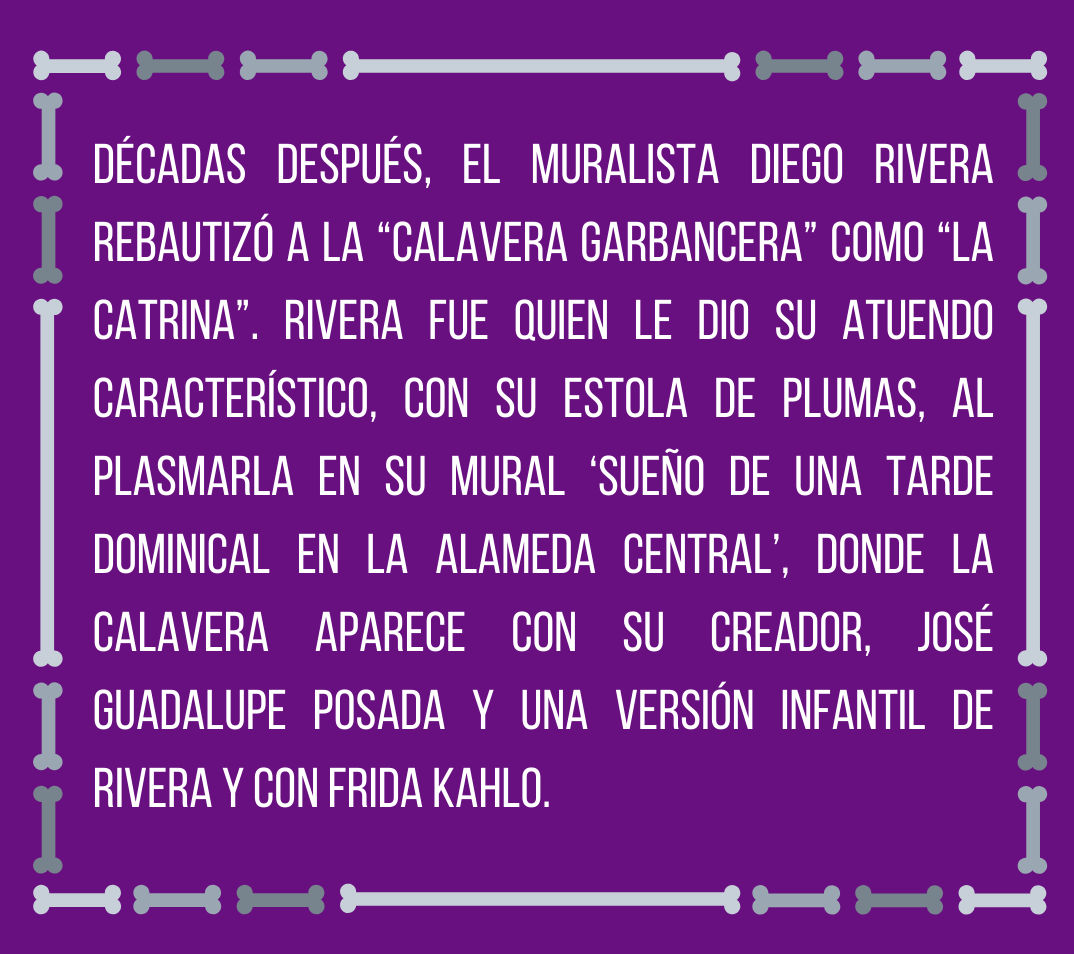 DÉCADAS DESPUÉS, EL MURALISTA DIEGO RIVERA
REBAUTIZÓ A LA “CALAVERA GARBANCERA” COMO “LA
CATRINA”. RIVERA FUE QUIEN LE DIO SU ATUENDO
CARACTERÍSTICO, CON SU ESTOLA DE PLUMAS, AL
PLASMARLA EN SU MURAL ‘SUEÑO DE UNA TARDE
DOMINICAL EN LA ALAMEDA CENTRAL’, DONDE LA
CALAVERA APARECE CON SU CREADOR, JOSÉ
GUADALUPE POSADA Y UNA VERSIÓN INFANTIL DE
RIVERA Y CON FRIDA KAHLO.